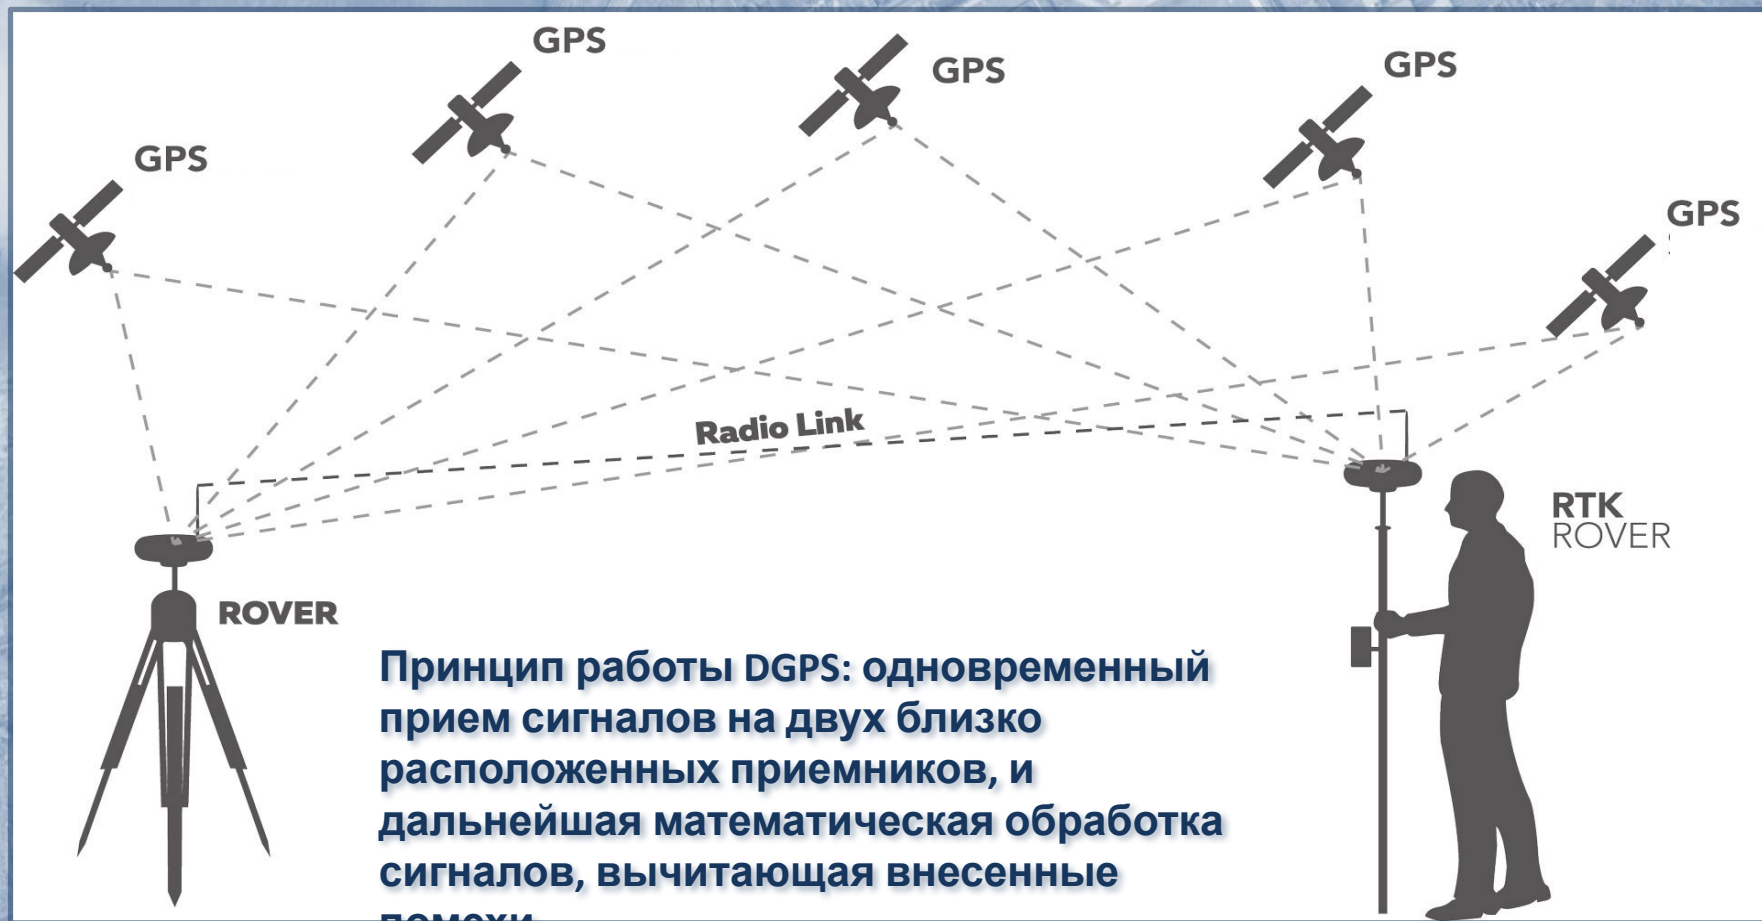 GPS
GPS
GPS
GPS
GPS
Radio Link
RTK
ROVER
ROVER
Принцип работы DGPS: одновременный
прием сигналов на двух близко
расположенных приемников, и
дальнейшая математическая обработка
сигналов, вычитающая внесенные
помехи